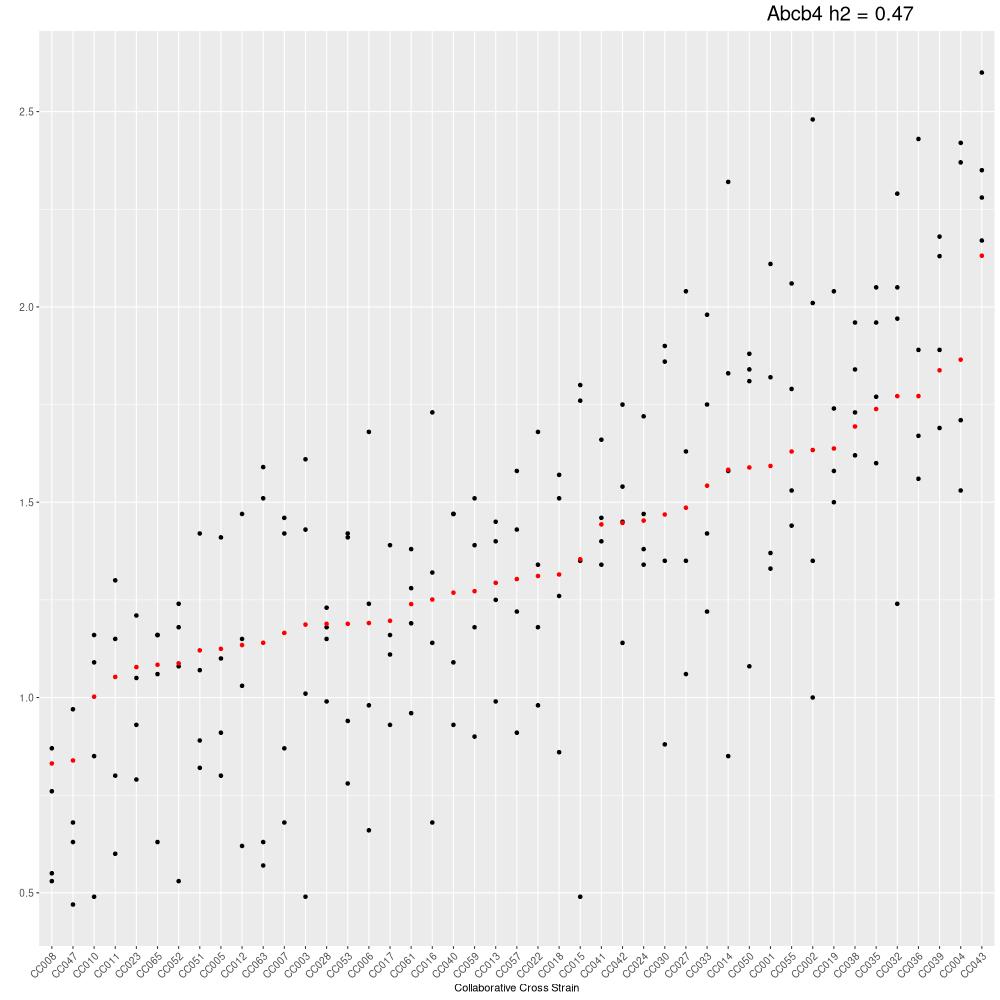 Abcb4 h2 = 0.47
2.5
2.0
1.5
1.0
0.5
CC008 CC047 CC010 CC011 CC023 CC065 CC052 CC051 CC005 CC012 CC063 CC007 CC003 CC028 CC053 CC006 CC017 CC061 CC016 CC040 CC059 CC013 CC057 CC022 CC018 CC015 CC041 CC042 CC024 CC030 CC027 CC033 CC014 CC050 CC001 CC055 CC002 CC019 CC038 CC035 CC032 CC036 CC039 CC004 CC043
Collaborative Cross Strain